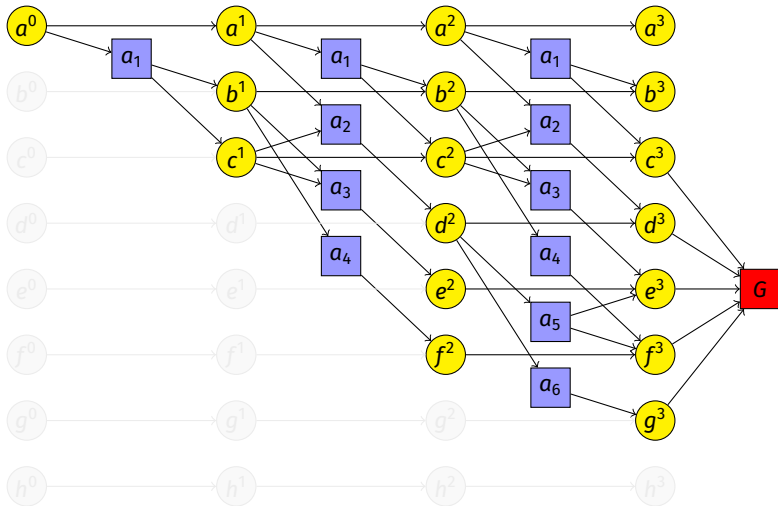 a⁰ a¹ a² a³
a₁ a₁ a₁
b⁰ b¹ b² b³
a₂ a₂
c⁰ c¹ c² c³
a₃ a₃
d⁰ d¹ d² d³
a₄ a₄
e⁰ e¹ e² e³ G
a₅
f⁰ f¹ f² f³
a₆
g⁰ g¹ g² g³
h⁰ h¹ h² h³